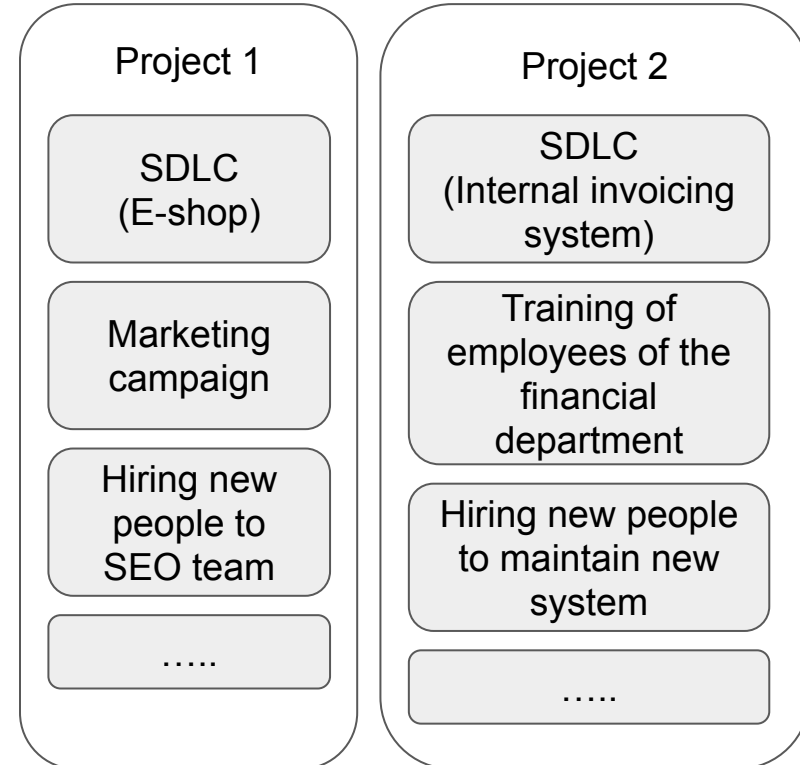 Project 1
SDLC
(E-shop)
Marketing
campaign
Hiring new
people to
SEO team
.....
Project 2
SDLC
(Internal invoicing
system)
Training of
employees of the
financial
department
Hiring new people
to maintain new
system
.....